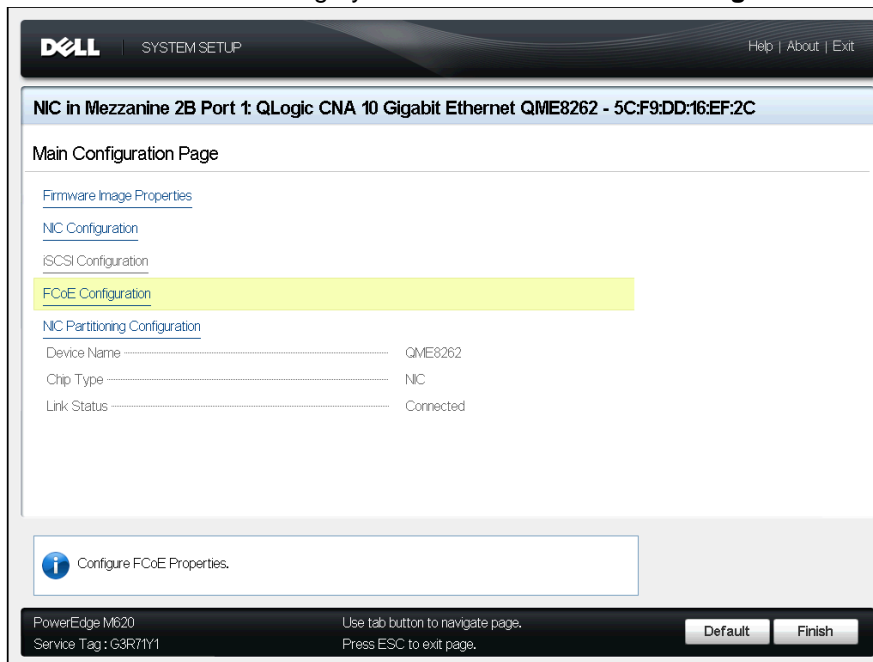 DELL SYSTEM SETUP Help | About | Exit
NIC in Mezzanine 2B Port 1: QLogic CNA 10 Gigabit Ethernet QME8262 - 5C:F9:DD:16:EF:2C
Main Configuration Page
Firmware Image Properties
NIC Configuration
iSCSI Configuration
FCoE Configuration
NIC Partitioning Configuration
Device Name QME8262
Chip Type NIC
Link Status Connected
Configure FCoE Properties.
PowerEdge M620 Use tab button to navigate page.
Service Tag : G3R71Y1 Press ESC to exit page.
Default Finish